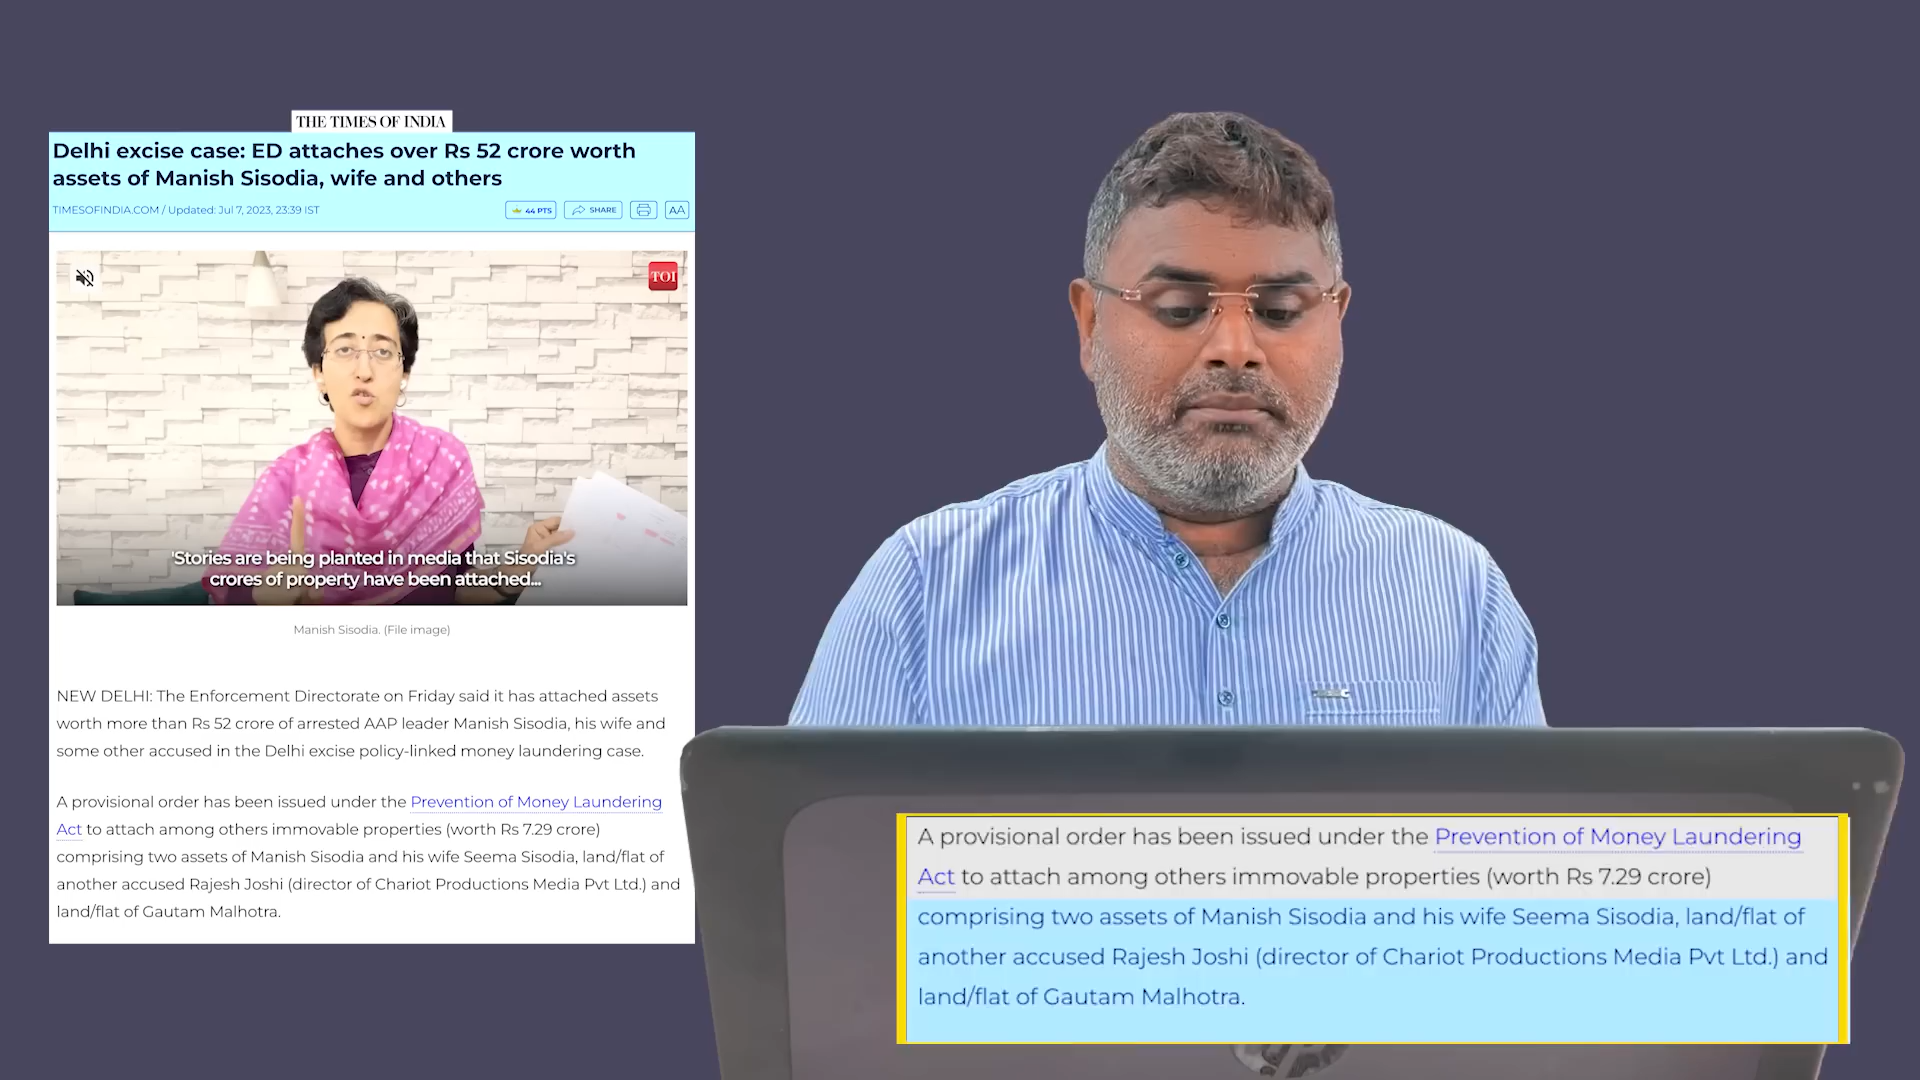 THE TIMES OF INDIA
Delhi excise case: ED attaches over Rs 52 crore worth
assets of Manish Sisodia, wife and others
TIMESOFINDIA.COM / Updated: Jul 7, 2023, 23:39 IST
44 PTS
SHARE
AA
TOI
'Stories are being planted in media that Sisodia's
crores of property have been attached...
Manish Sisodia. (File image)
NEW DELHI: The Enforcement Directorate on Friday said it has attached assets
worth more than Rs 52 crore of arrested AAP leader Manish Sisodia, his wife and
some other accused in the Delhi excise policy-linked money laundering case.
A provisional order has been issued under the Prevention of Money Laundering
Act to attach among others immovable properties (worth Rs 7.29 crore)
comprising two assets of Manish Sisodia and his wife Seema Sisodia, land/flat of
another accused Rajesh Joshi (director of Chariot Productions Media Pvt Ltd.) and
land/flat of Gautam Malhotra.
A provisional order has been issued under the Prevention of Money Laundering
Act to attach among others immovable properties (worth Rs 7.29 crore)
comprising two assets of Manish Sisodia and his wife Seema Sisodia, land/flat of
another accused Rajesh Joshi (director of Chariot Productions Media Pvt Ltd.) and
land/flat of Gautam Malhotra.